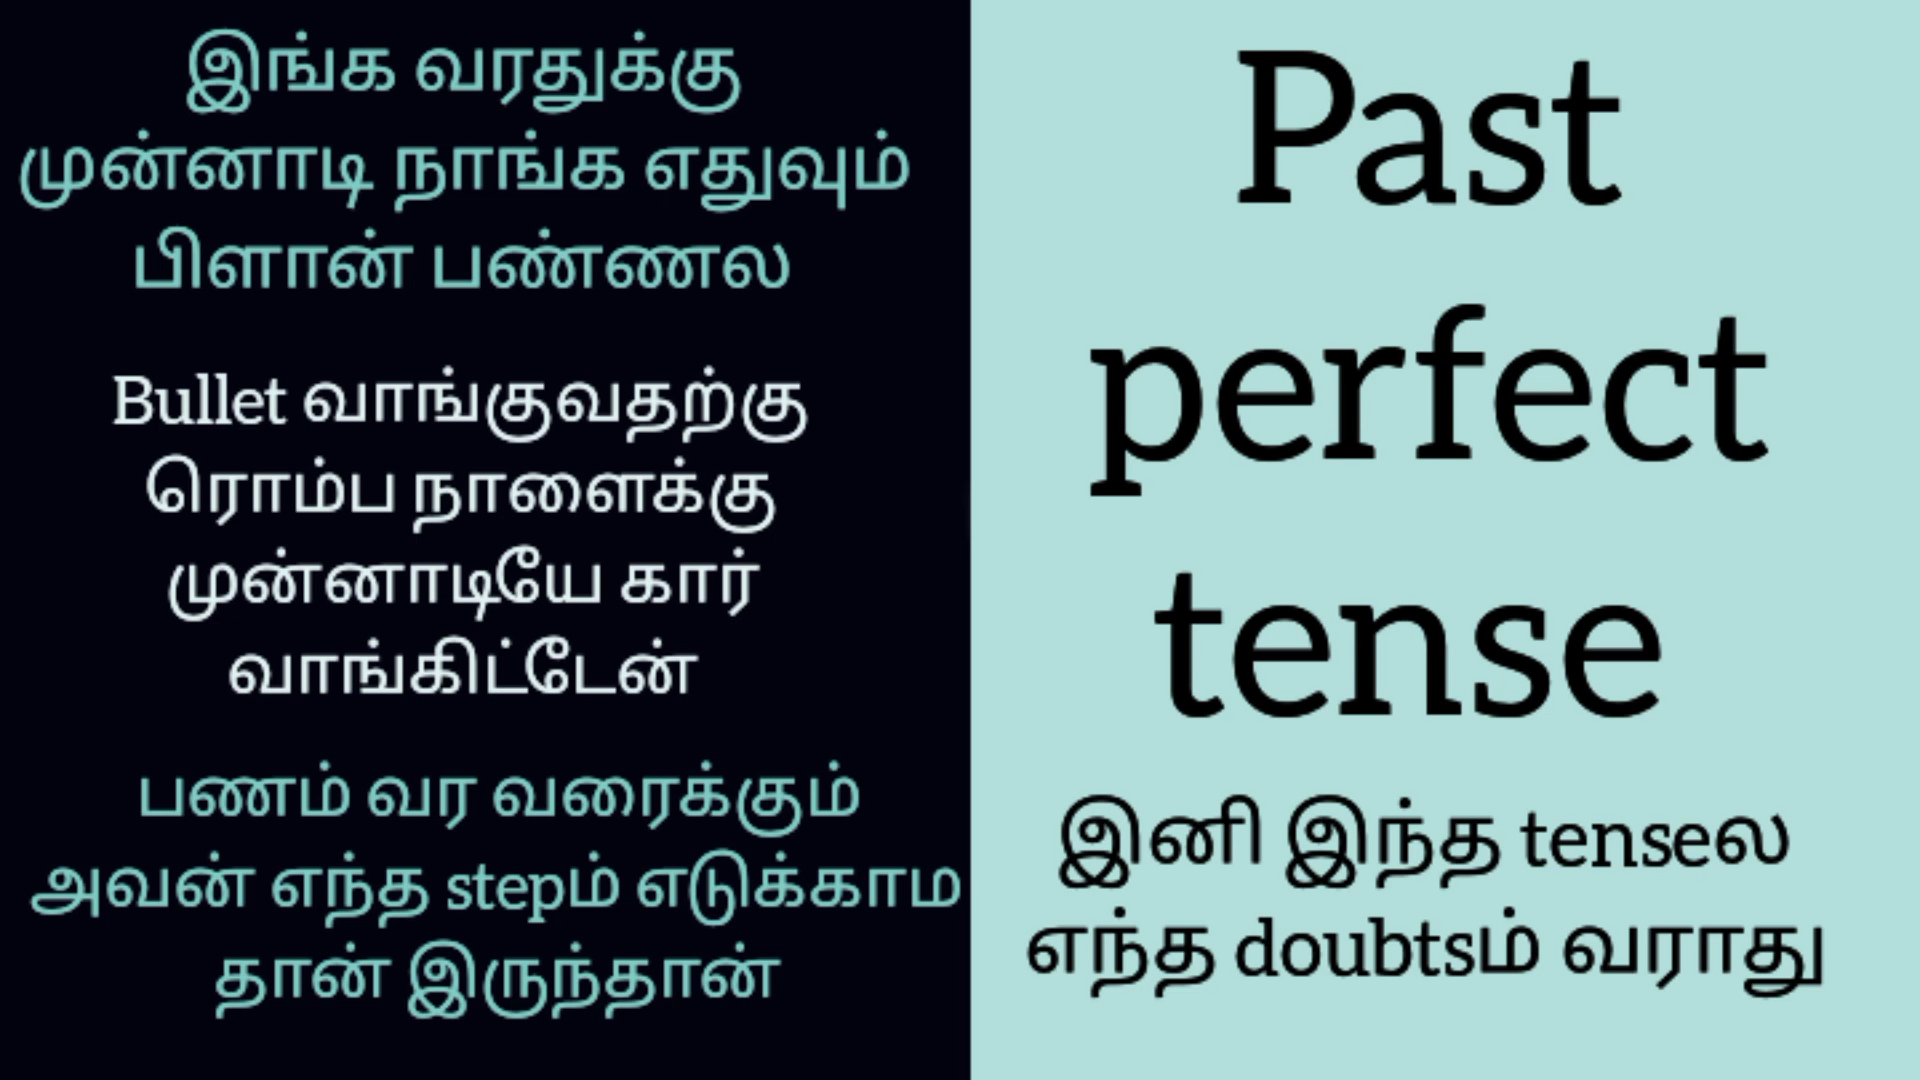 இங்க வரதுக்கு
முன்னாடி நாங்க எதுவும்
பிளான் பண்ணல
Bullet வாங்குவதற்கு
ரொம்ப நாளைக்கு
முன்னாடியே கார்
வாங்கிட்டேன்
பணம் வர வரைக்கும்
அவன் எந்த stepம் எடுக்காம
தான் இருந்தான்
Past
perfect
tense
இனி இந்த tenseல
எந்த doubtsம் வராது